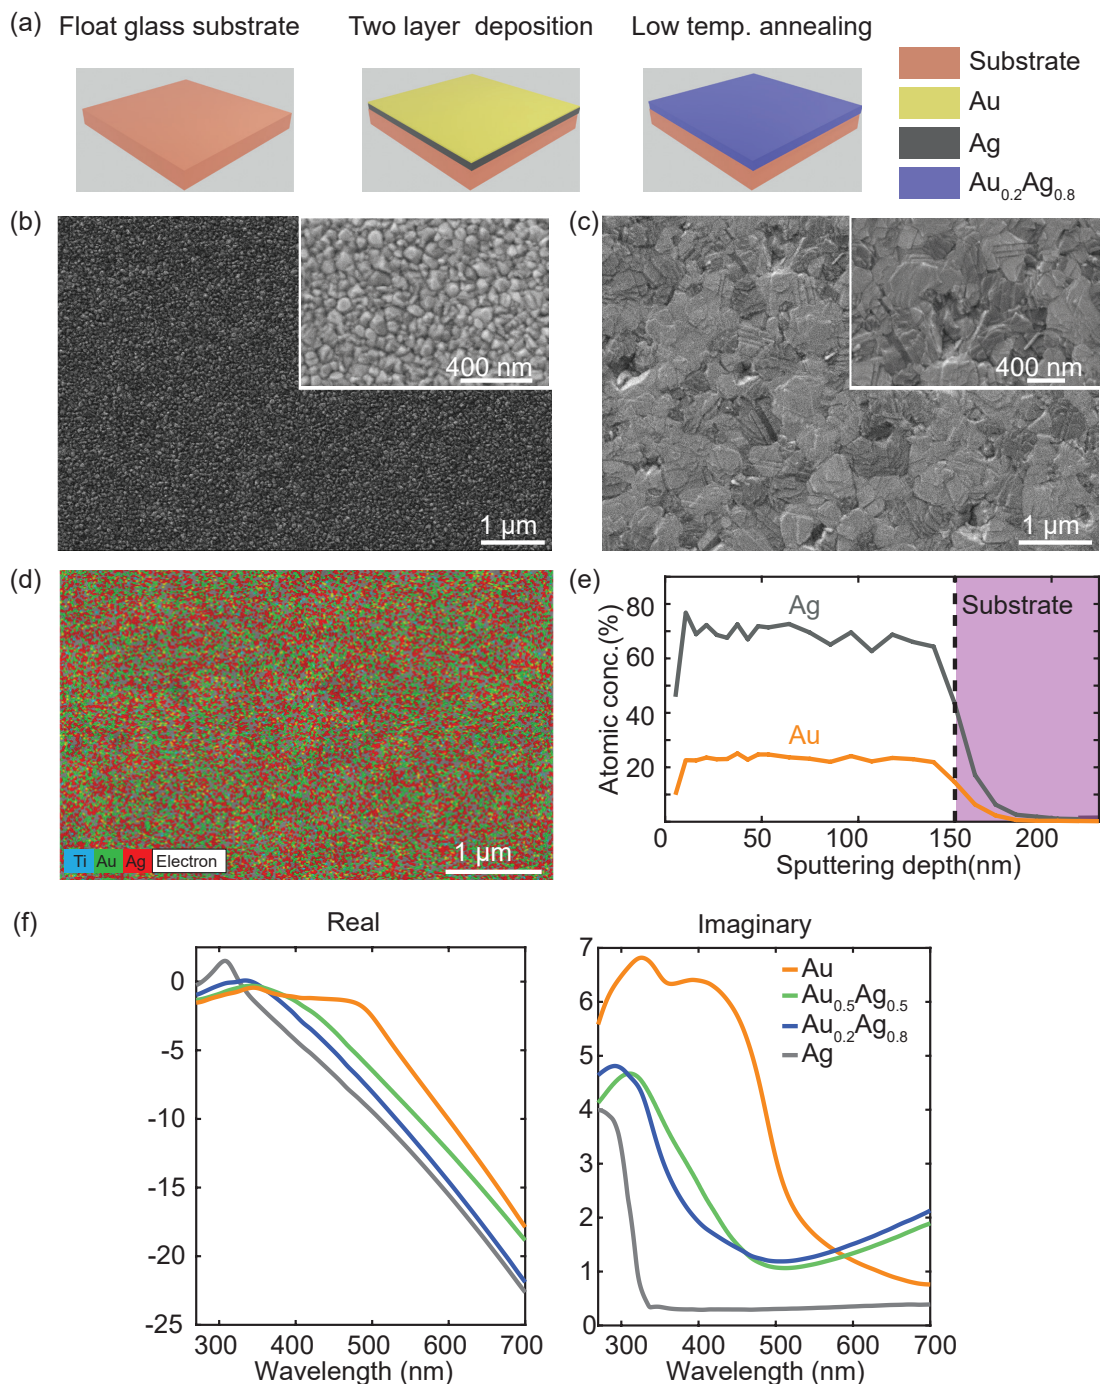 (a) Float glass substrate Two layer deposition Low temp. annealing
Substrate
Au
Ag
Au0.2Ag0.8
(b)
400 nm
1 µm
(c)
400 nm
1 µm
(d)
Ti Au Ag Electron
1 µm
(e)
Atomic conc.(%)
80
60
40
20
Ag
Au
Substrate
0 50 100 150 200
Sputtering depth(nm)
(f)
Real
0
-5
-10
-15
-20
-25
300 400 500 600 700
Wavelength (nm)
Imaginary
7
6
5
4
3
2
1
0
Au
Au0.5Ag0.5
Au0.2Ag0.8
Ag
300 400 500 600 700
Wavelength (nm)